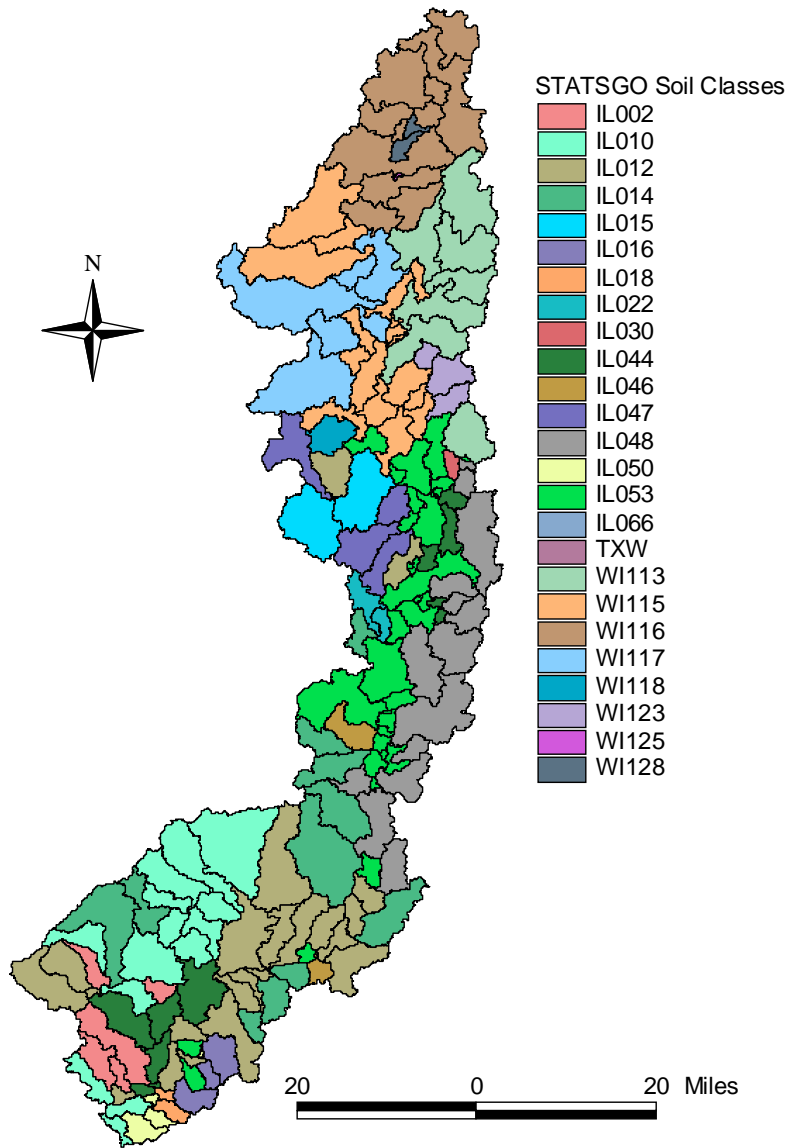 STATSGO Soil Classes
IL002
IL010
IL012
IL014
IL015
IL016
IL018
IL022
IL030
IL044
IL046
IL047
IL048
IL050
IL053
IL066
TXW
WI113
WI115
WI116
WI117
WI118
WI123
WI125
WI128
N
20 0 20 Miles